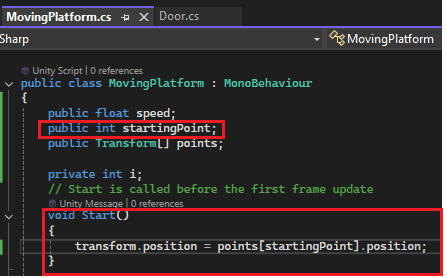 MovingPlatform.cs Door.cs
Sharp MovingPlatform
Unity Script | 0 references
public class MovingPlatform : MonoBehaviour
{
public float speed;
public int startingPoint;
public Transform[] points;
private int i;
// Start is called before the first frame update
Unity Message | 0 references
void Start()
{
transform.position = points[startingPoint].position;
}